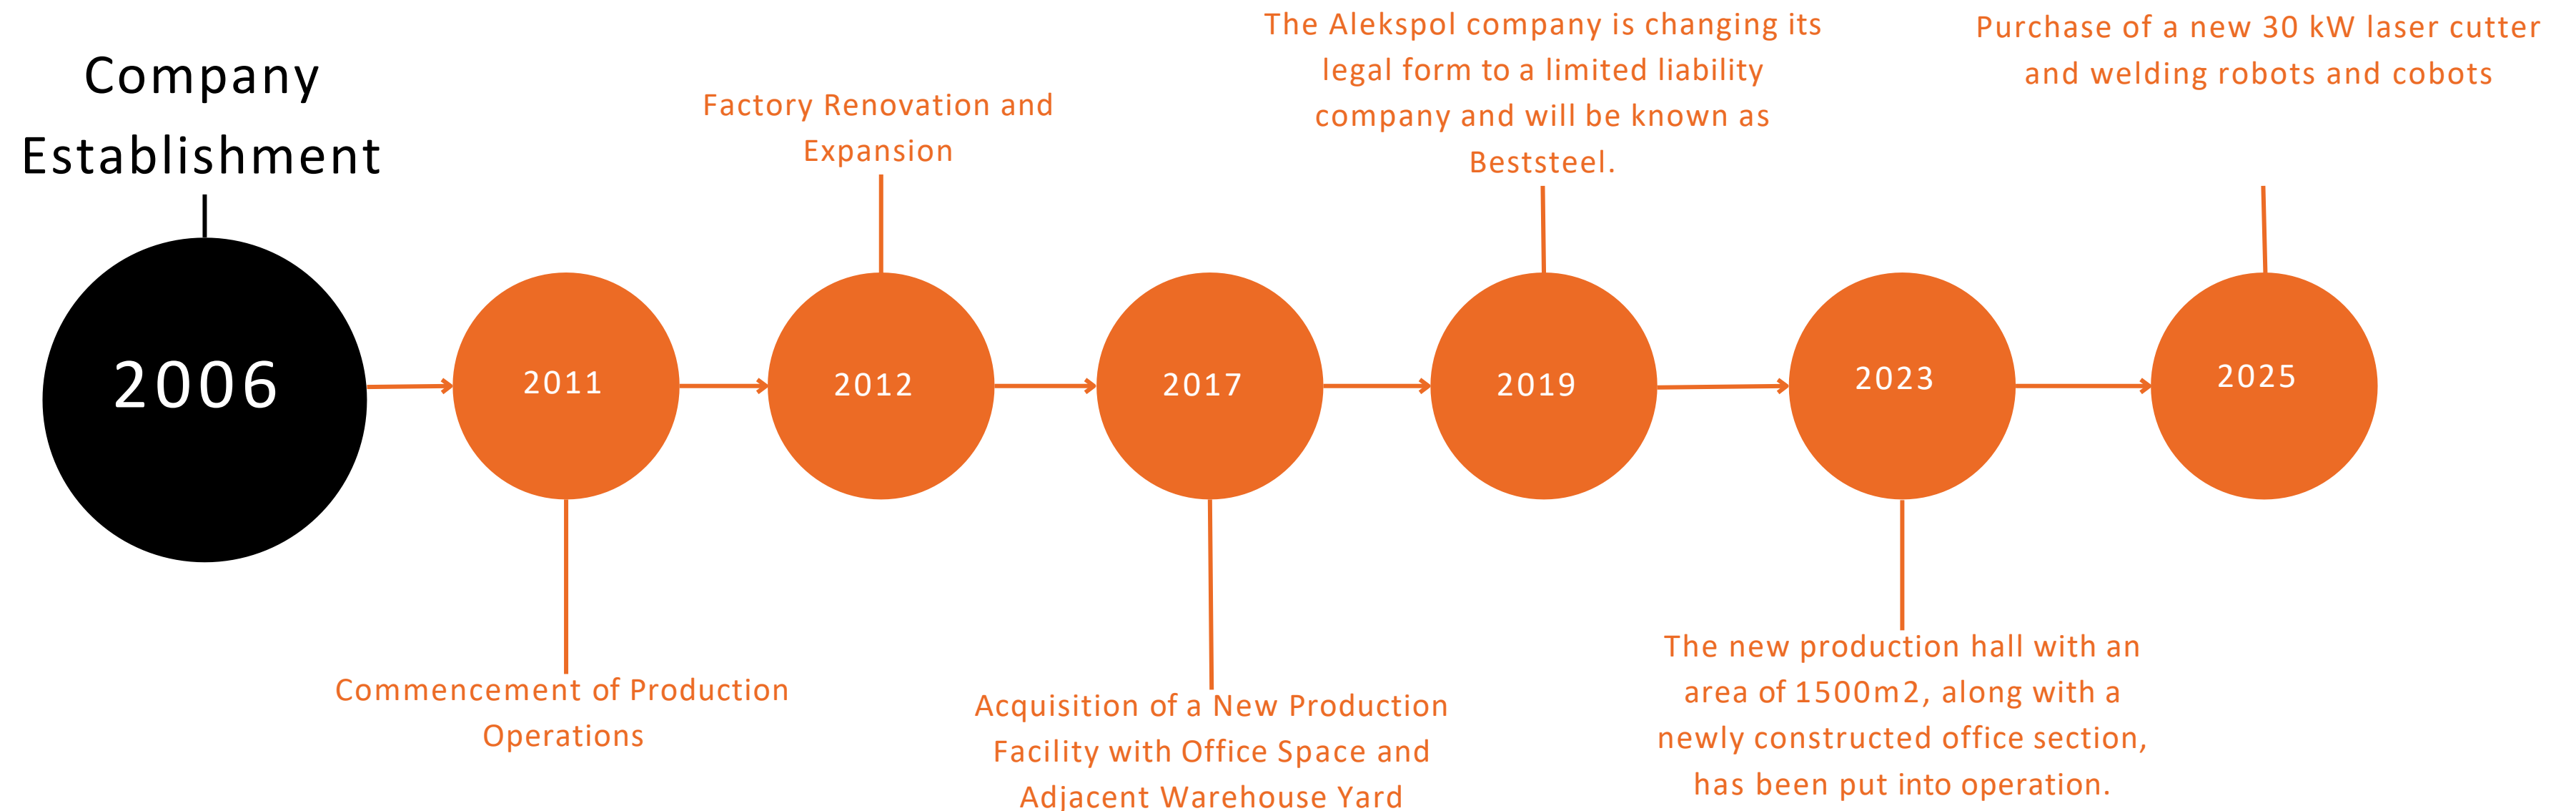 Company
Establishment
2006
2011
Commencement of Production
Operations
Factory Renovation and
Expansion
2012
2017
Acquisition of a New Production
Facility with Office Space and
Adjacent Warehouse Yard
The Alekspol company is changing its
legal form to a limited liability
company and will be known as
Beststeel.
2019
2023
The new production hall with an
area of 1500m2, along with a
newly constructed office section,
has been put into operation.
Purchase of a new 30 kW laser cutter
and welding robots and cobots
2025